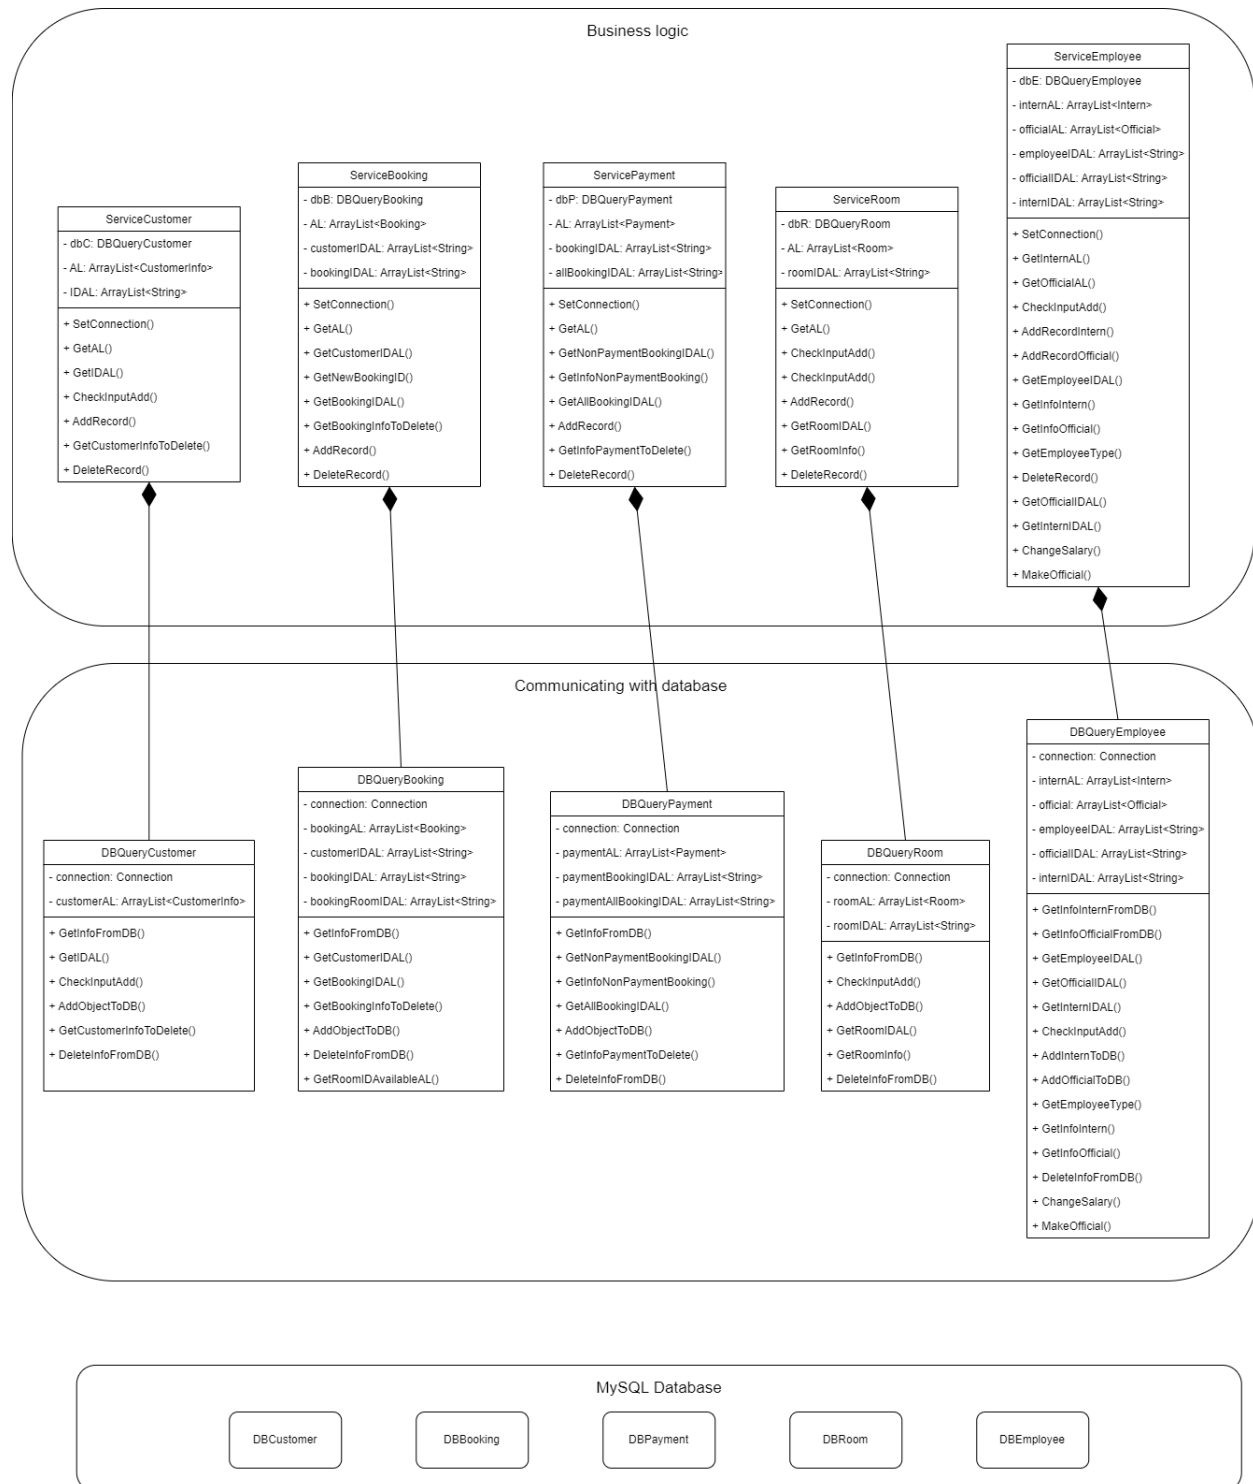 Business logic
ServiceCustomer
- dbC: DBQueryCustomer
- AL: ArrayList<CustomerInfo>
- IDAL: ArrayList<String>
+ SetConnection()
+ GetAL()
+ GetIDAL()
+ CheckInputAdd()
+ AddRecord()
+ GetCustomerInfoToDelete()
+ DeleteRecord()
ServiceBooking
- dbB: DBQueryBooking
- AL: ArrayList<Booking>
- customerIDAL: ArrayList<String>
- bookingIDAL: ArrayList<String>
+ SetConnection()
+ GetAL()
+ GetCustomerIDAL()
+ GetNewBookingID()
+ GetBookingIDAL()
+ GetBookingInfoToDelete()
+ AddRecord()
+ DeleteRecord()
ServicePayment
- dbP: DBQueryPayment
- AL: ArrayList<Payment>
- bookingIDAL: ArrayList<String>
- allBookingIDAL: ArrayList<String>
+ SetConnection()
+ GetAL()
+ GetNonPaymentBookingIDAL()
+ GetInfoNonPaymentBooking()
+ GetAllBookingIDAL()
+ AddRecord()
+ GetInfoPaymentToDelete()
+ DeleteRecord()
ServiceRoom
- dbR: DBQueryRoom
- AL: ArrayList<Room>
- roomIDAL: ArrayList<String>
+ SetConnection()
+ GetAL()
+ CheckInputAdd()
+ CheckInputAdd()
+ AddRecord()
+ GetRoomIDAL()
+ GetRoomInfo()
+ DeleteRecord()
ServiceEmployee
- dbE: DBQueryEmployee
- internAL: ArrayList<Intern>
- officialAL: ArrayList<Official>
- employeeIDAL: ArrayList<String>
- officialIDAL: ArrayList<String>
- internIDAL: ArrayList<String>
+ SetConnection()
+ GetInternAL()
+ GetOfficialAL()
+ CheckInputAdd()
+ AddRecordIntern()
+ AddRecordOfficial()
+ GetEmployeeIDAL()
+ GetInfoIntern()
+ GetInfoOfficial()
+ GetEmployeeType()
+ DeleteRecord()
+ GetOfficialIDAL()
+ GetInternIDAL()
+ ChangeSalary()
+ MakeOfficial()
Communicating with database
DBQueryCustomer
- connection: Connection
- customerAL: ArrayList<CustomerInfo>
+ GetInfoFromDB()
+ GetIDAL()
+ CheckInputAdd()
+ AddObjectToDB()
+ GetCustomerInfoToDelete()
+ DeleteInfoFromDB()
DBQueryBooking
- connection: Connection
- bookingAL: ArrayList<Booking>
- customerIDAL: ArrayList<String>
- bookingIDAL: ArrayList<String>
- bookingRoomIDAL: ArrayList<String>
+ GetInfoFromDB()
+ GetCustomerIDAL()
+ GetBookingIDAL()
+ GetBookingInfoToDelete()
+ AddObjectToDB()
+ DeleteInfoFromDB()
+ GetRoomIDAvailableAL()
DBQueryPayment
- connection: Connection
- paymentAL: ArrayList<Payment>
- paymentBookingIDAL: ArrayList<String>
- paymentAllBookingIDAL: ArrayList<String>
+ GetInfoFromDB()
+ GetNonPaymentBookingIDAL()
+ GetInfoNonPaymentBooking()
+ GetAllBookingIDAL()
+ AddObjectToDB()
+ GetInfoPaymentToDelete()
+ DeleteInfoFromDB()
DBQueryRoom
- connection: Connection
- roomAL: ArrayList<Room>
- roomIDAL: ArrayList<String>
+ GetInfoFromDB()
+ CheckInputAdd()
+ AddObjectToDB()
+ GetRoomIDAL()
+ GetRoomInfo()
+ DeleteInfoFromDB()
DBQueryEmployee
- connection: Connection
- internAL: ArrayList<Intern>
- official: ArrayList<Official>
- employeeIDAL: ArrayList<String>
- officialIDAL: ArrayList<String>
- internIDAL: ArrayList<String>
+ GetInfoInternFromDB()
+ GetInfoOfficialFromDB()
+ GetEmployeeIDAL()
+ GetOfficialIDAL()
+ GetInternIDAL()
+ CheckInputAdd()
+ AddInternToDB()
+ AddOfficialToDB()
+ GetEmployeeType()
+ GetInfoIntern()
+ GetInfoOfficial()
+ DeleteInfoFromDB()
+ ChangeSalary()
+ MakeOfficial()
MySQL Database
DBCustomer
DBBooking
DBPayment
DBRoom
DBEmployee